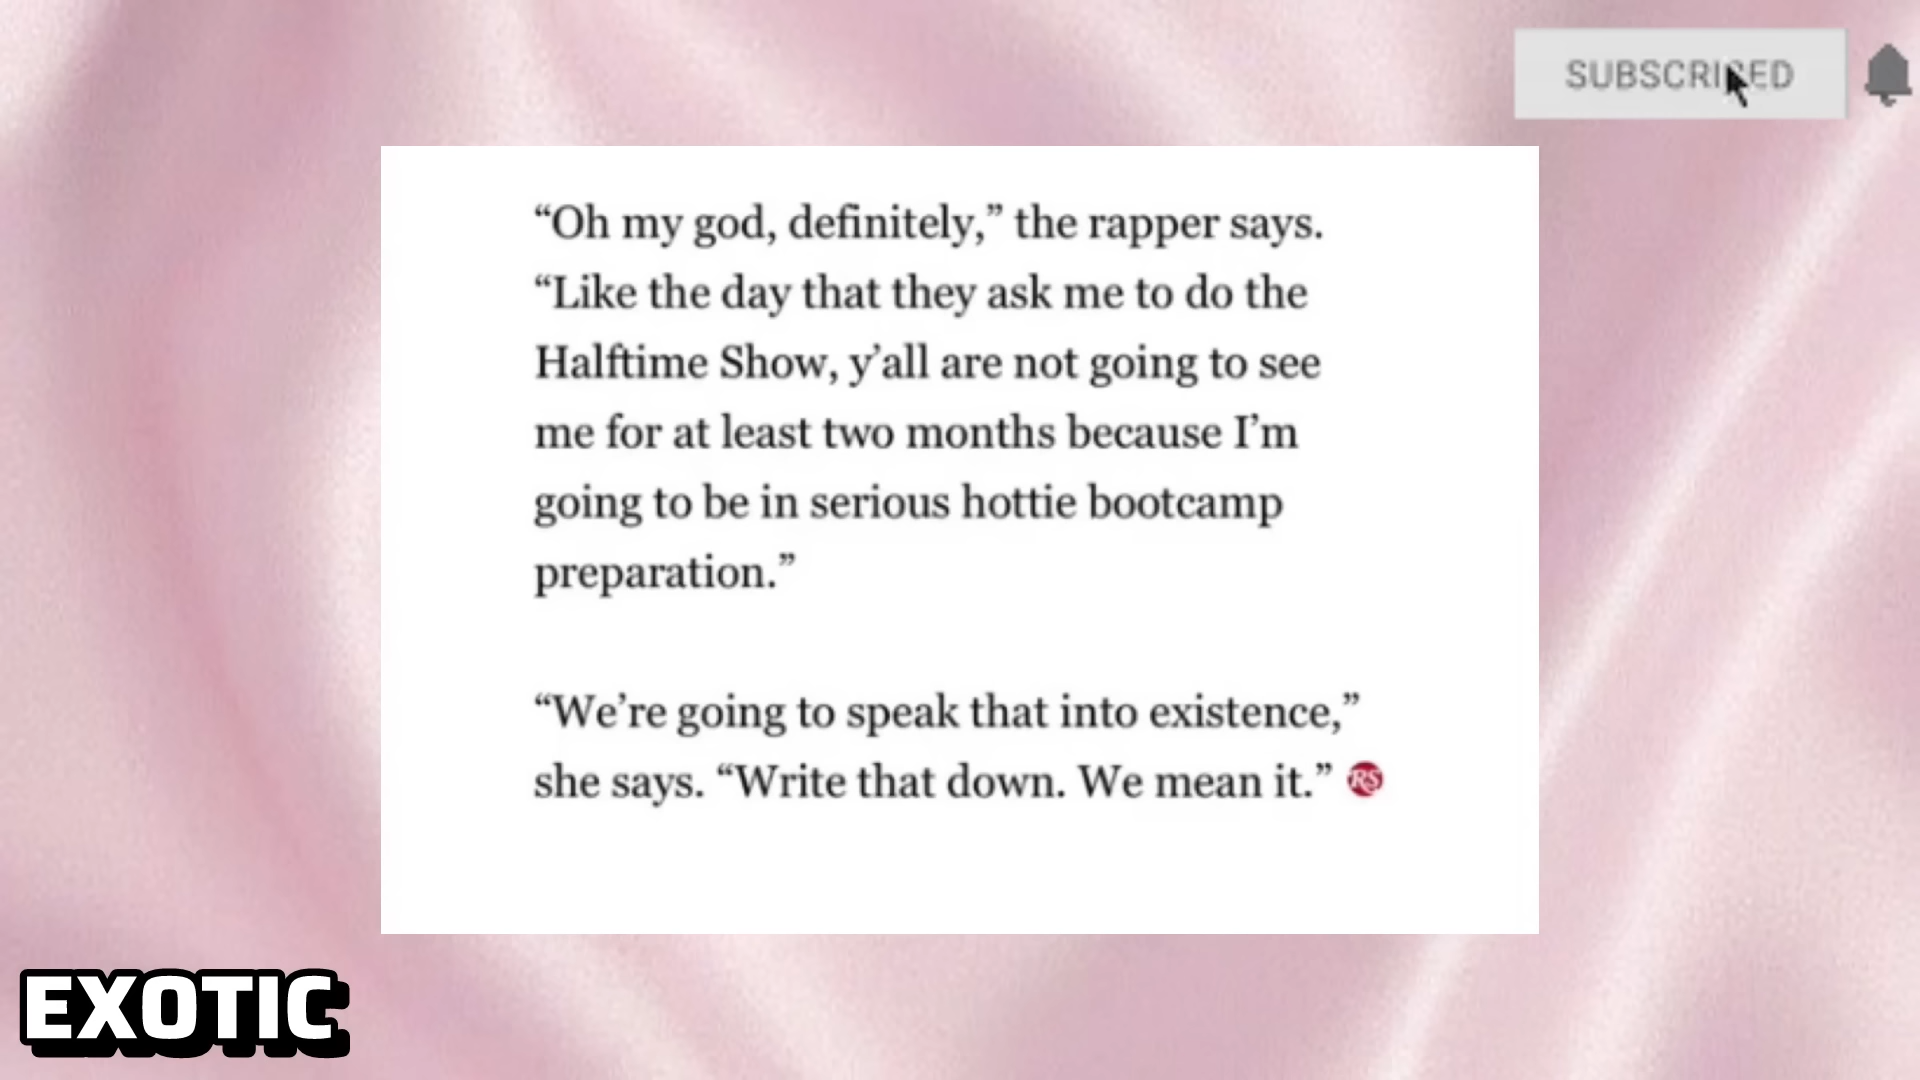 SUBSCRIBED
“Oh my god, definitely,” the rapper says.
“Like the day that they ask me to do the
Halftime Show, y’all are not going to see
me for at least two months because I’m
going to be in serious hottie bootcamp
preparation.”
“We’re going to speak that into existence,”
she says. “Write that down. We mean it.” RS
EXOTIC